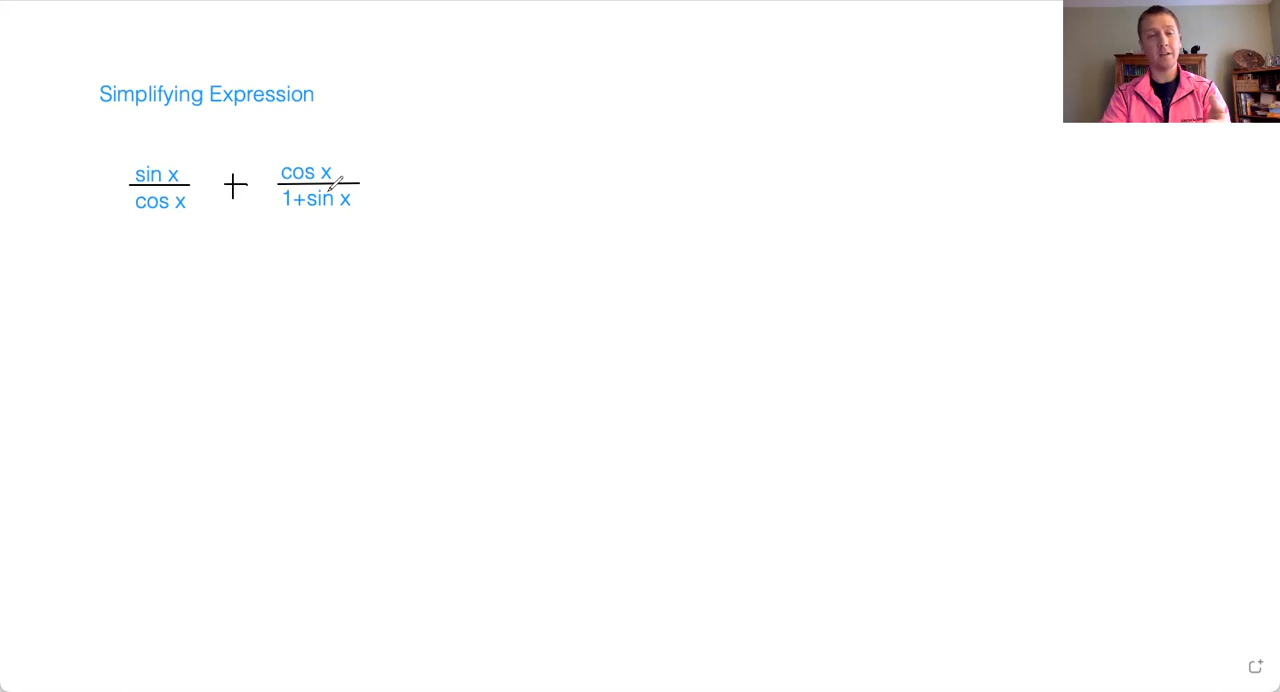 Simplifying Expression
sin x
cos x
+
cos x
1+sin x